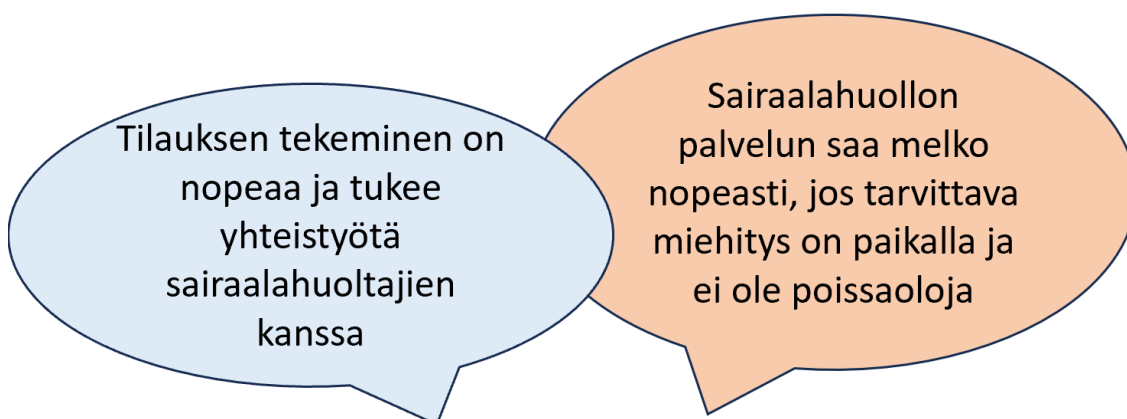 Tilauksen tekeminen on
nopeaa ja tukee
yhteistyötä
sairaalahuoltajien
kanssa
Sairaalahuollon
palvelun saa melko
nopeasti, jos tarvittava
miehitys on paikalla ja
ei ole poissaoloja